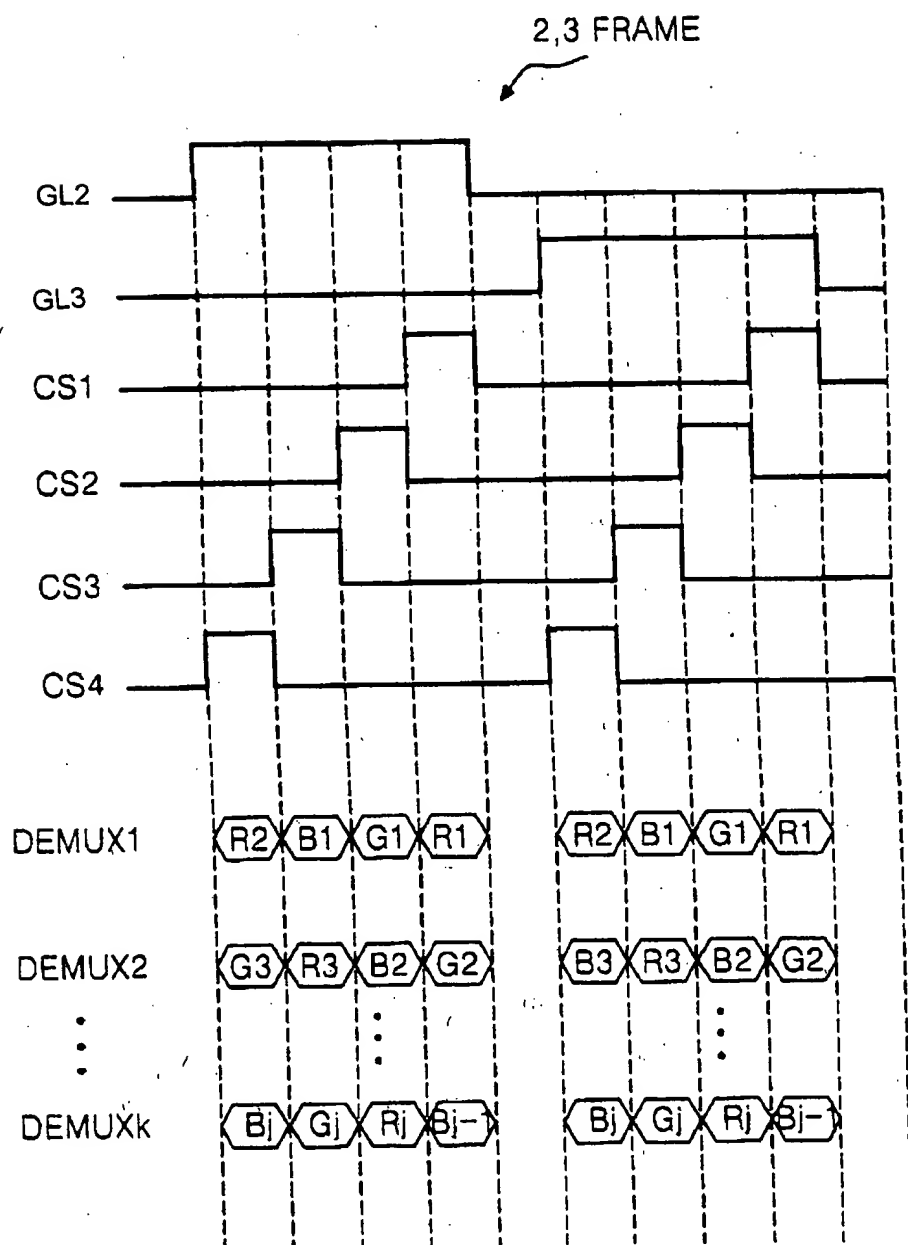 2,3 FRAME
GL2
GL3
CS1
CS2
CS3
CS4
DEMUX1 R2 B1 G1 R1 R2 B1 G1 R1
DEMUX2 G3 R3 B2 G2 B3 R3 B2 G2
DEMUXk Bj Gj Rj Bj-1 Bj Gj Rj Bj-1